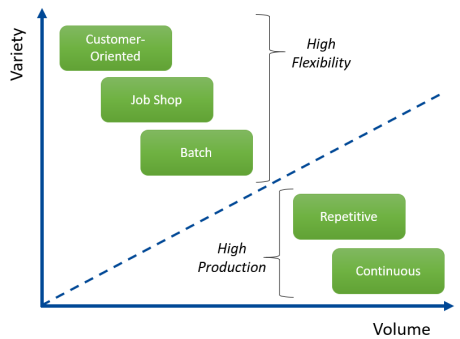 Variety
Customer-
Oriented
High
Flexibility
Job Shop
Batch
Repetitive
High
Production
Continuous
Volume